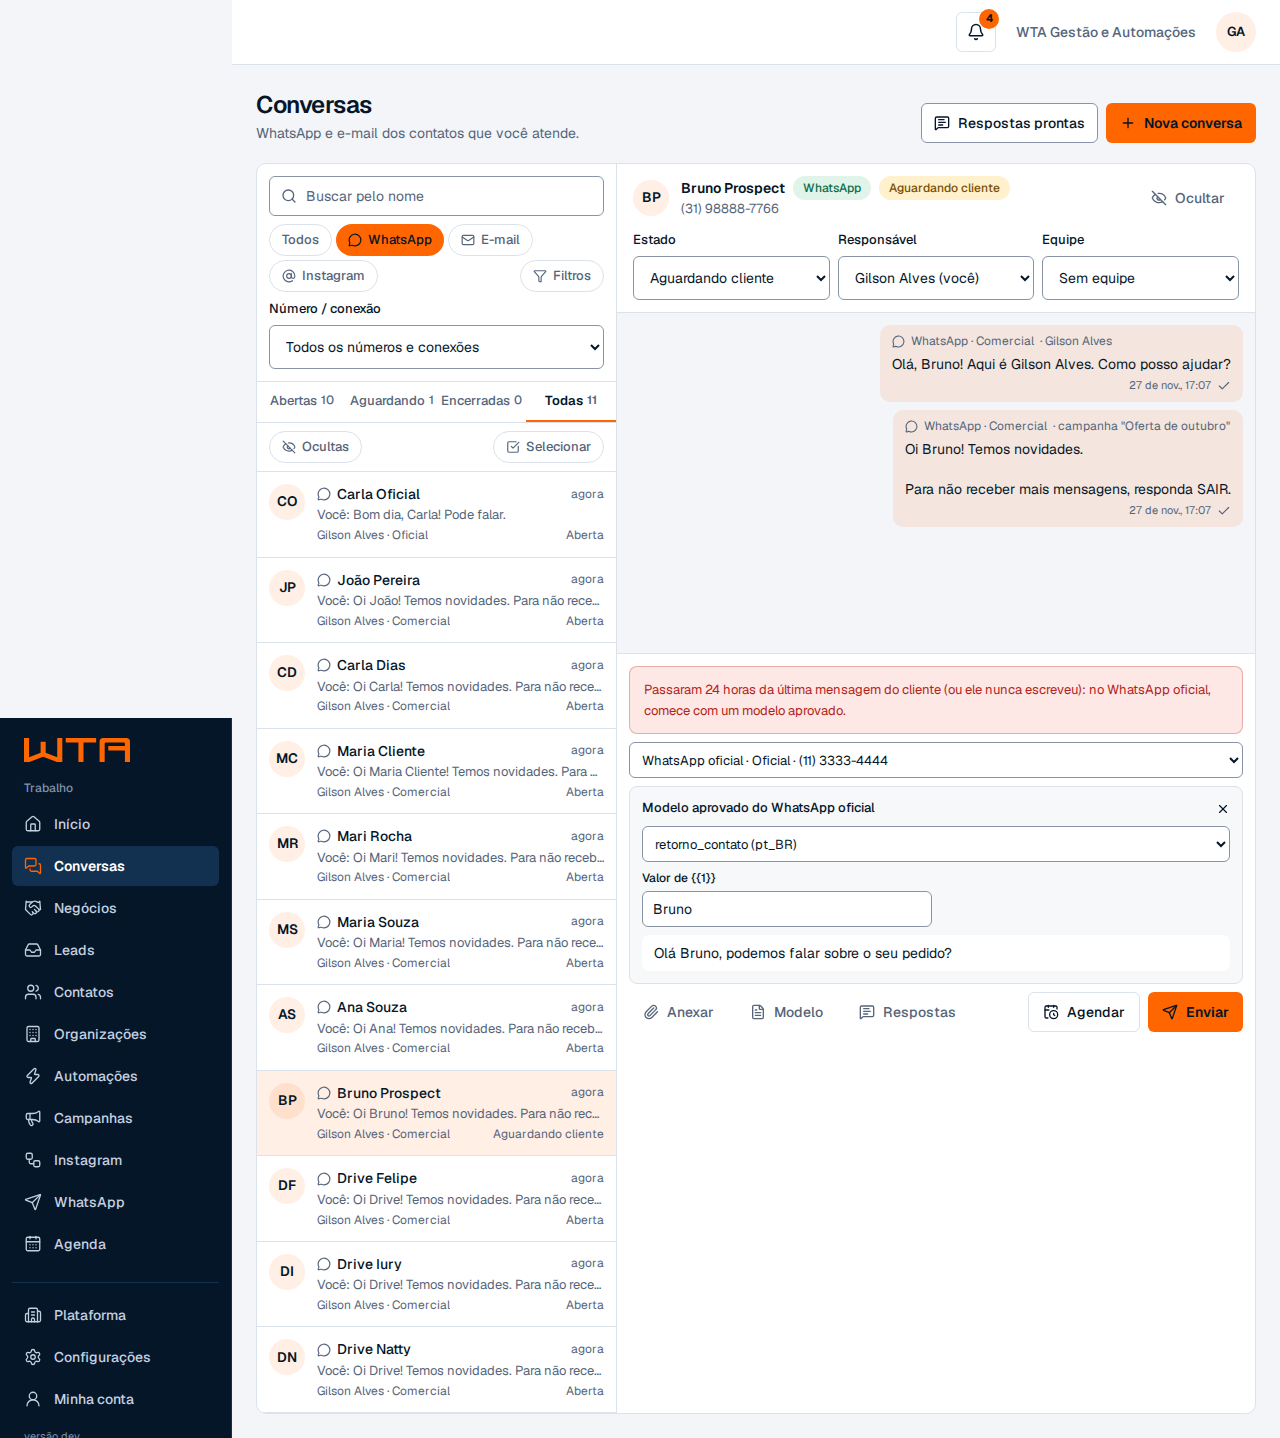 4
WTA Gestão e Automações
GA
Conversas
WhatsApp e e-mail dos contatos que você atende.
Respostas prontas
Nova conversa
Buscar pelo nome
Todos
WhatsApp
E-mail
Instagram
Filtros
Número / conexão
Todos os números e conexões
Abertas 10
Aguardando 1
Encerradas 0
Todas 11
Ocultas
Selecionar
CO
Carla Oficial
agora
Você: Bom dia, Carla! Pode falar.
Gilson Alves · Oficial
Aberta
JP
João Pereira
agora
Você: Oi João! Temos novidades. Para não rece...
Gilson Alves · Comercial
Aberta
CD
Carla Dias
agora
Você: Oi Carla! Temos novidades. Para não rece...
Gilson Alves · Comercial
Aberta
MC
Maria Cliente
agora
Você: Oi Maria Cliente! Temos novidades. Para ...
Gilson Alves · Comercial
Aberta
MR
Mari Rocha
agora
Você: Oi Mari! Temos novidades. Para não receb...
Gilson Alves · Comercial
Aberta
MS
Maria Souza
agora
Você: Oi Maria! Temos novidades. Para não rece...
Gilson Alves · Comercial
Aberta
AS
Ana Souza
agora
Você: Oi Ana! Temos novidades. Para não receb...
Gilson Alves · Comercial
Aberta
BP
Bruno Prospect
agora
Você: Oi Bruno! Temos novidades. Para não rec...
Gilson Alves · Comercial
Aguardando cliente
DF
Drive Felipe
agora
Você: Oi Drive! Temos novidades. Para não rece...
Gilson Alves · Comercial
Aberta
DI
Drive Iury
agora
Você: Oi Drive! Temos novidades. Para não rece...
Gilson Alves · Comercial
Aberta
DN
Drive Natty
agora
Você: Oi Drive! Temos novidades. Para não rece...
Gilson Alves · Comercial
Aberta
BP
Bruno Prospect
WhatsApp
Aguardando cliente
(31) 98888-7766
Ocultar
Estado
Responsável
Equipe
Aguardando cliente
Gilson Alves (você)
Sem equipe
WhatsApp · Comercial · Gilson Alves
Olá, Bruno! Aqui é Gilson Alves. Como posso ajudar?
27 de nov., 17:07
WhatsApp · Comercial · campanha "Oferta de outubro"
Oi Bruno! Temos novidades.
Para não receber mais mensagens, responda SAIR.
27 de nov., 17:07
Passaram 24 horas da última mensagem do cliente (ou ele nunca escreveu): no WhatsApp oficial,
comece com um modelo aprovado.
WhatsApp oficial · Oficial · (11) 3333-4444
Modelo aprovado do WhatsApp oficial
retorno_contato (pt_BR)
Valor de {{1}}
Bruno
Olá Bruno, podemos falar sobre o seu pedido?
Anexar
Modelo
Respostas
Agendar
Enviar
WTA
Trabalho
Início
Conversas
Negócios
Leads
Contatos
Organizações
Automações
Campanhas
Instagram
WhatsApp
Agenda
Plataforma
Configurações
Minha conta
versão dev